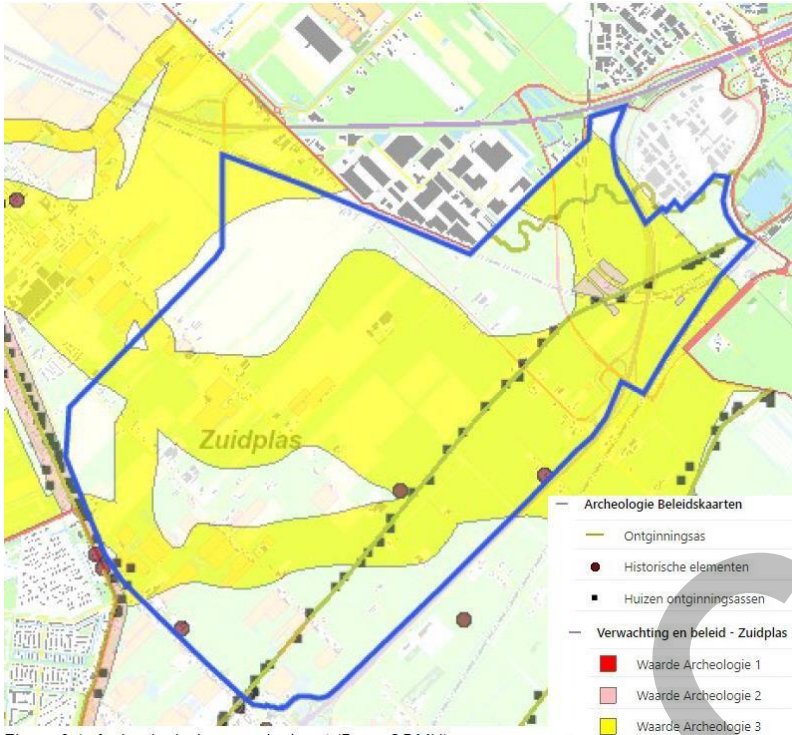 Zuidplas
Archeologie Beleidskaarten
Ontginningsas
Historische elementen
Huizen ontginningsassen
Verwachting en beleid - Zuidplas
Waarde Archeologie 1
Waarde Archeologie 2
Waarde Archeologie 3